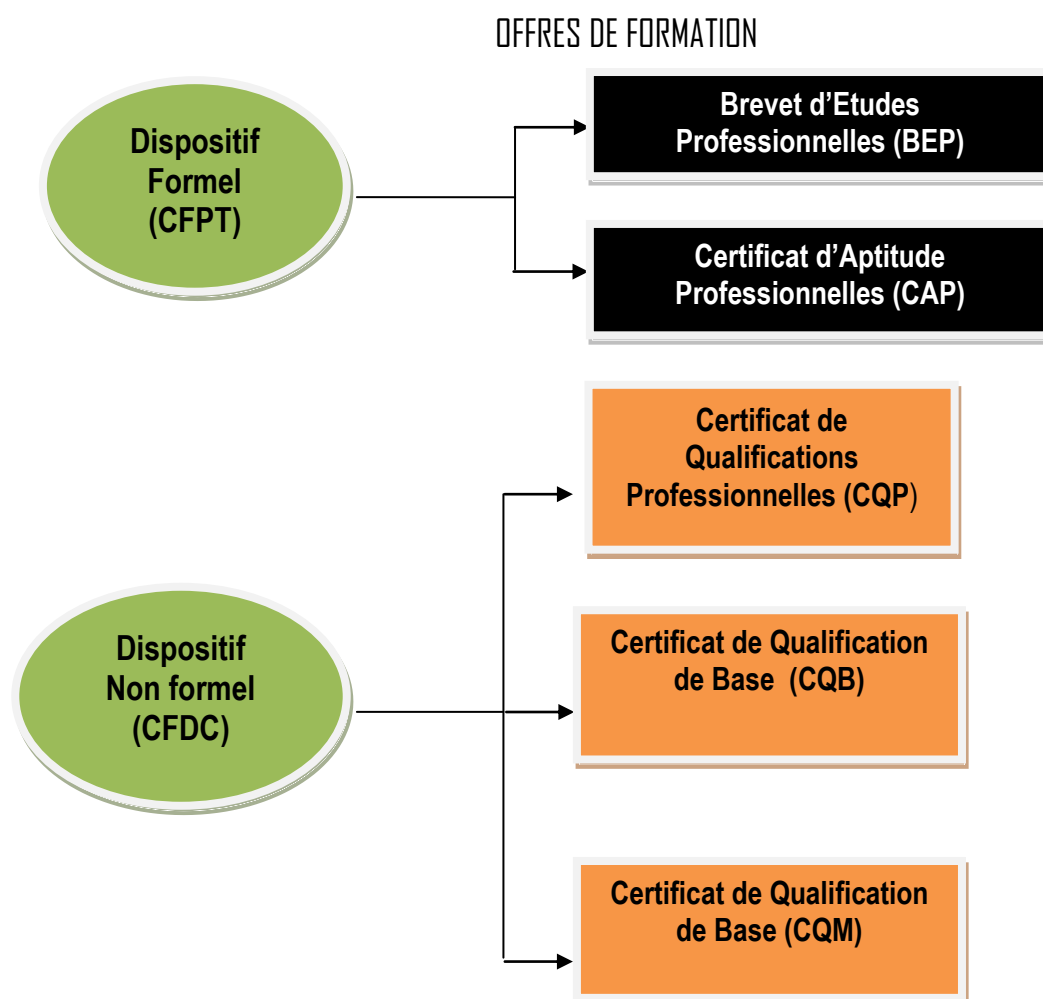 OFFRES DE FORMATION
Dispositif
Formel
(CFPT)
Brevet d’Etudes
Professionnelles (BEP)
Certificat d’Aptitude
Professionnelles (CAP)
Certificat de
Qualifications
Professionnelles (CQP)
Dispositif
Non formel
(CFDC)
Certificat de Qualification
de Base (CQB)
Certificat de Qualification
de Base (CQM)